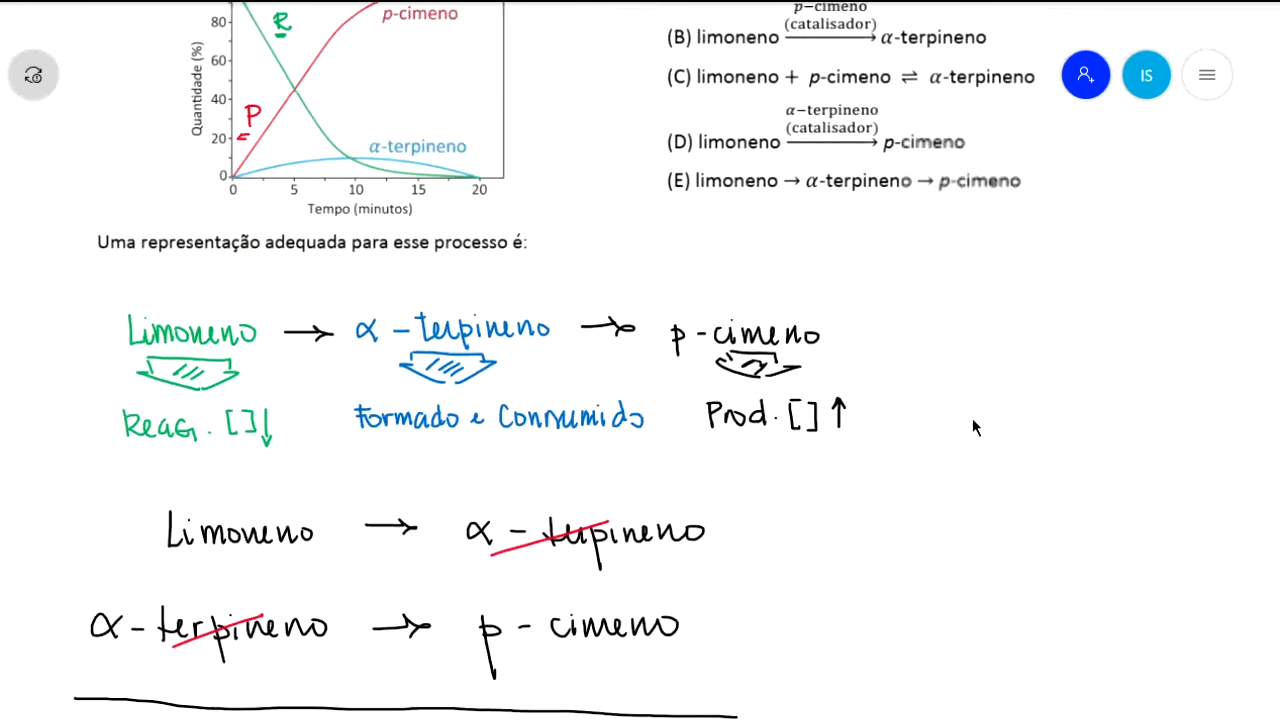 80
60
40
20
0
Quantidade (%)
R
P
p-cimeno
α-terpineno
0 5 10 15 20
Tempo (minutos)
p−cimeno
(catalisador)
(B) limoneno → α-terpineno
(C) limoneno + p-cimeno ⇌ α-terpineno
α−terpineno
(catalisador)
(D) limoneno → p-cimeno
(E) limoneno → α-terpineno → p-cimeno
IS
Uma representação adequada para esse processo é:
Limoneno → α - terpineno → p - cimeno
Reag. []↓ Formado e Consumido Prod. []↑
Limoneno → α - terpineno
α - terpineno → p - cimeno